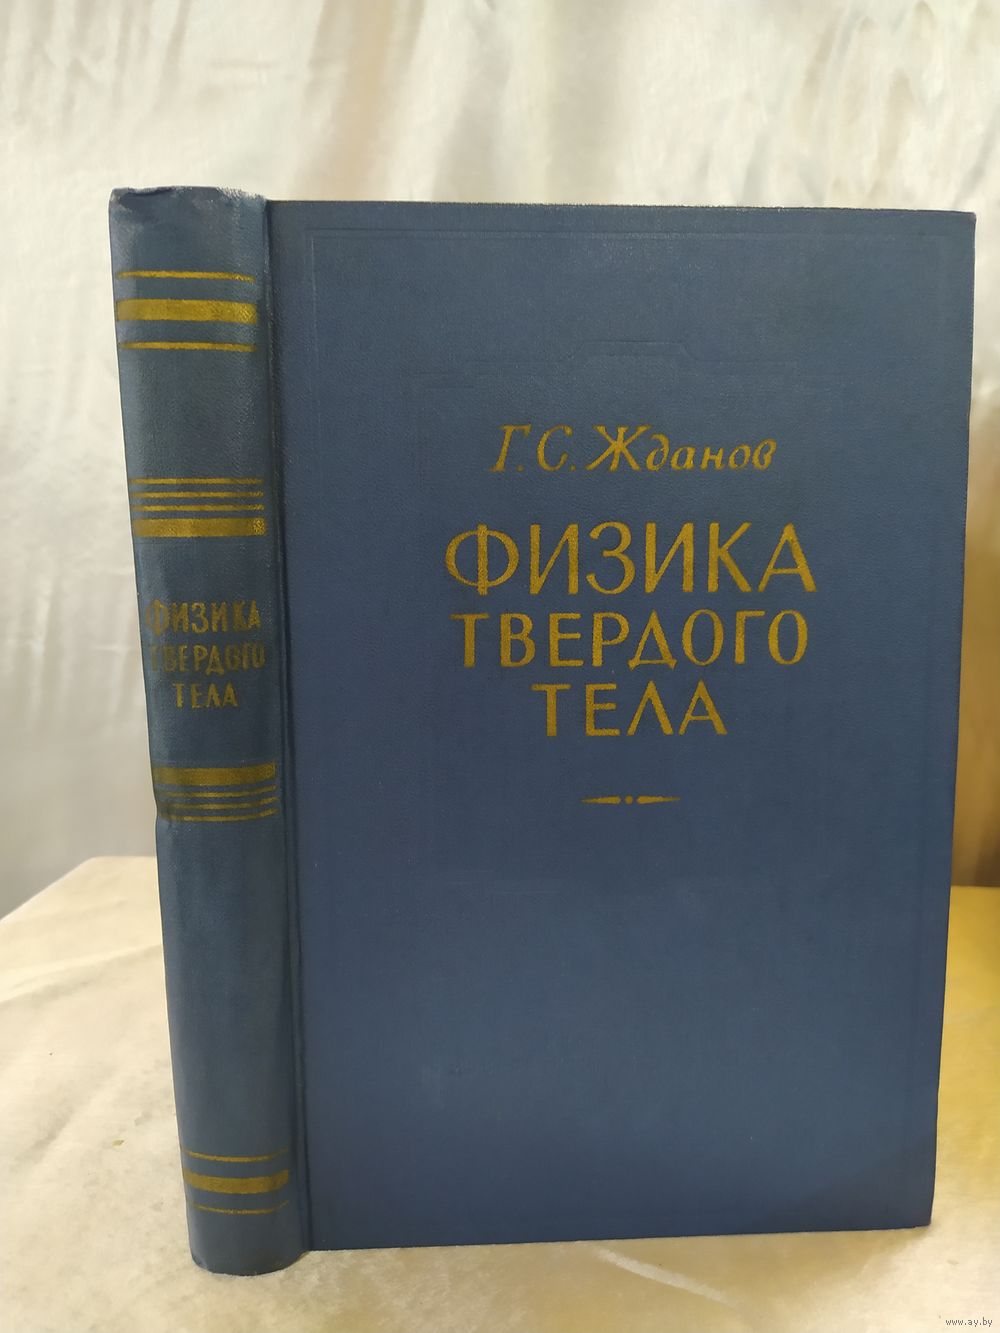 ФИЗИКА
ТВЕРДОГО
ТЕЛА
Г. С. Жданов
ФИЗИКА
ТВЕРДОГО
ТЕЛА
www.ay.by